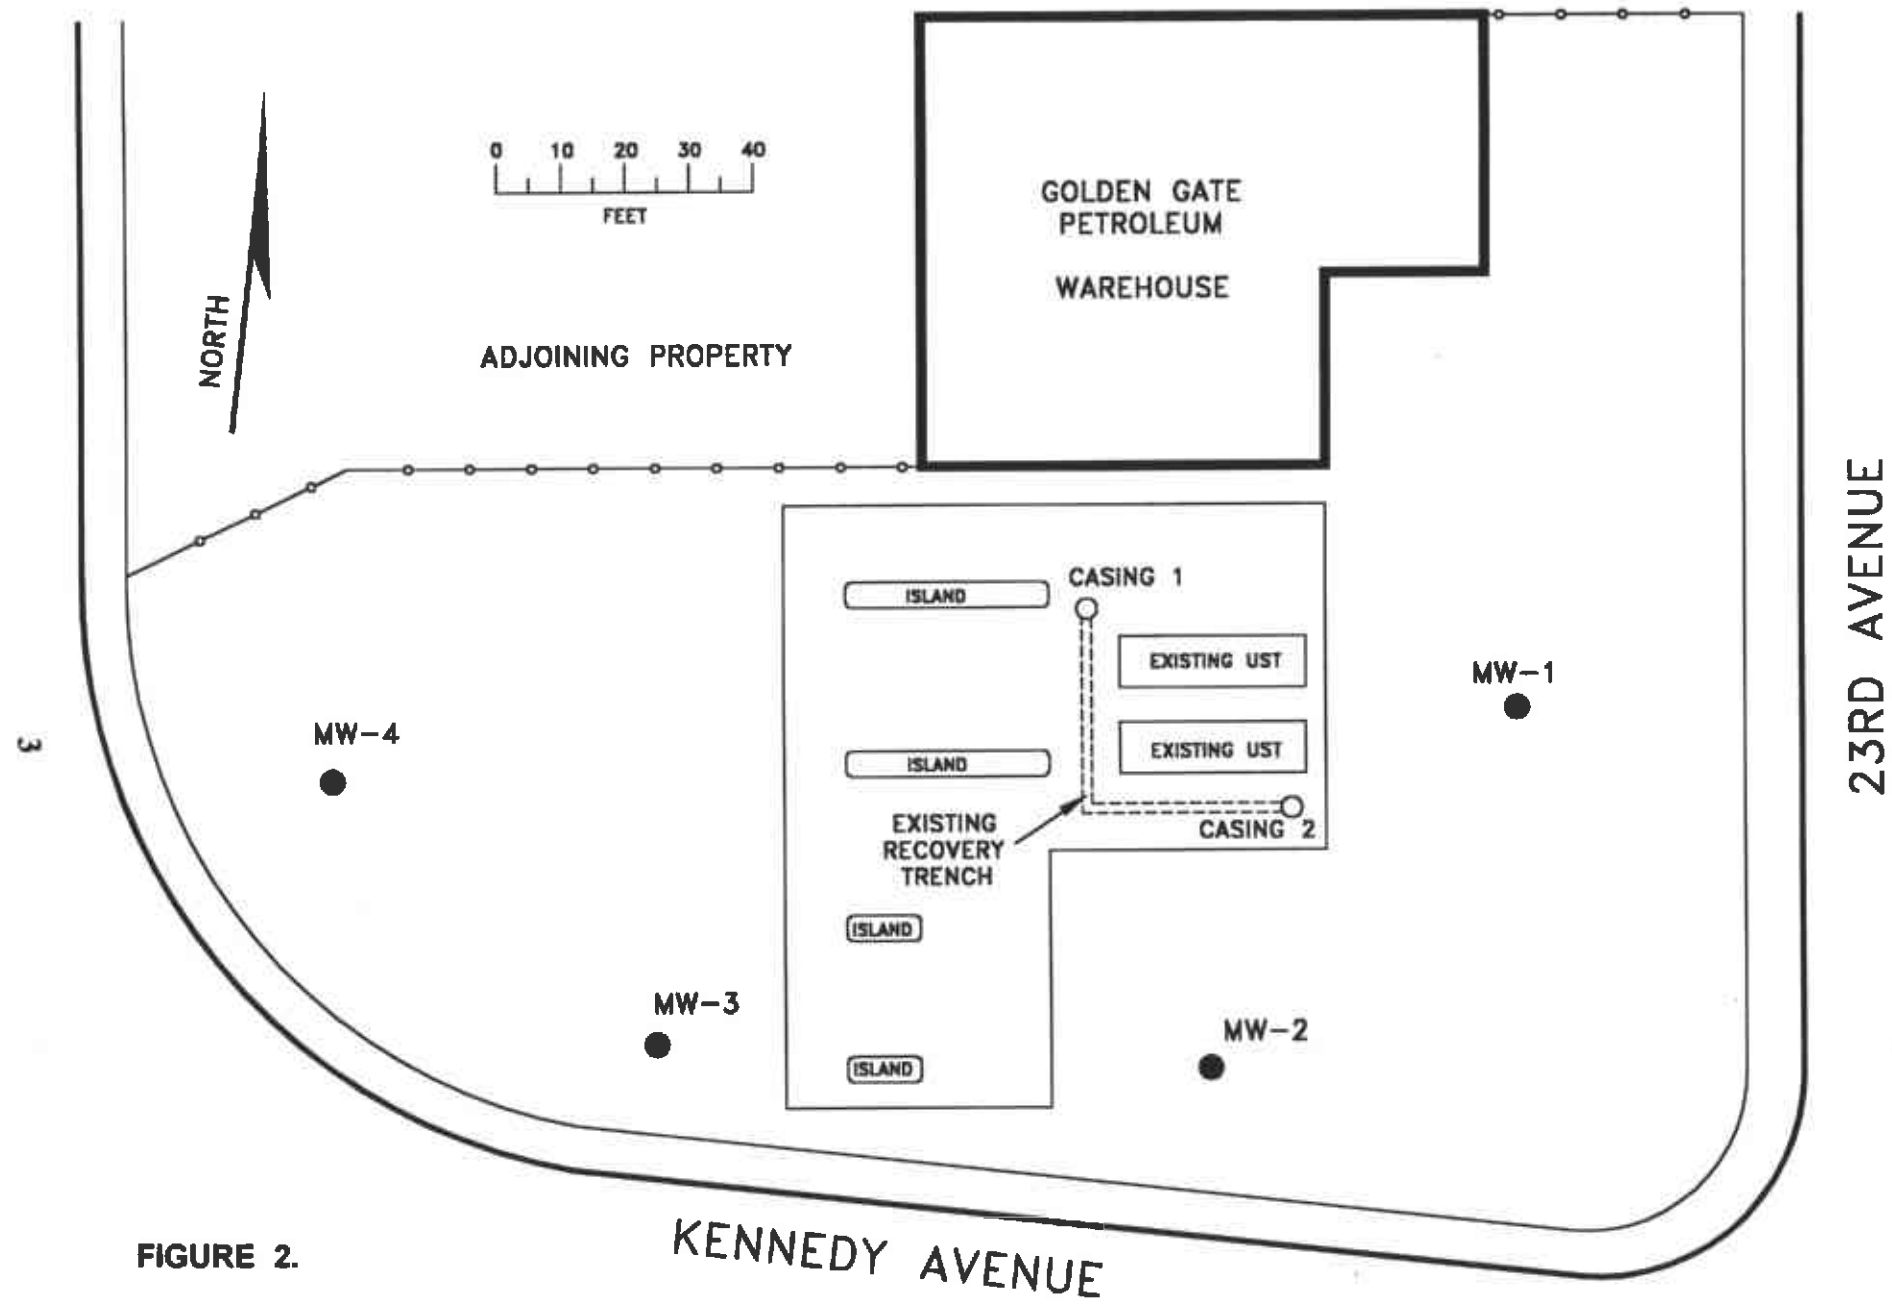 0 10 20 30 40
FEET
GOLDEN GATE
PETROLEUM
WAREHOUSE
NORTH
ADJOINING PROPERTY
23RD AVENUE
CASING 1
ISLAND
EXISTING UST
MW-1
MW-4
3
EXISTING UST
ISLAND
EXISTING
RECOVERY
TRENCH
CASING 2
ISLAND
MW-3
MW-2
ISLAND
KENNEDY AVENUE
FIGURE 2.